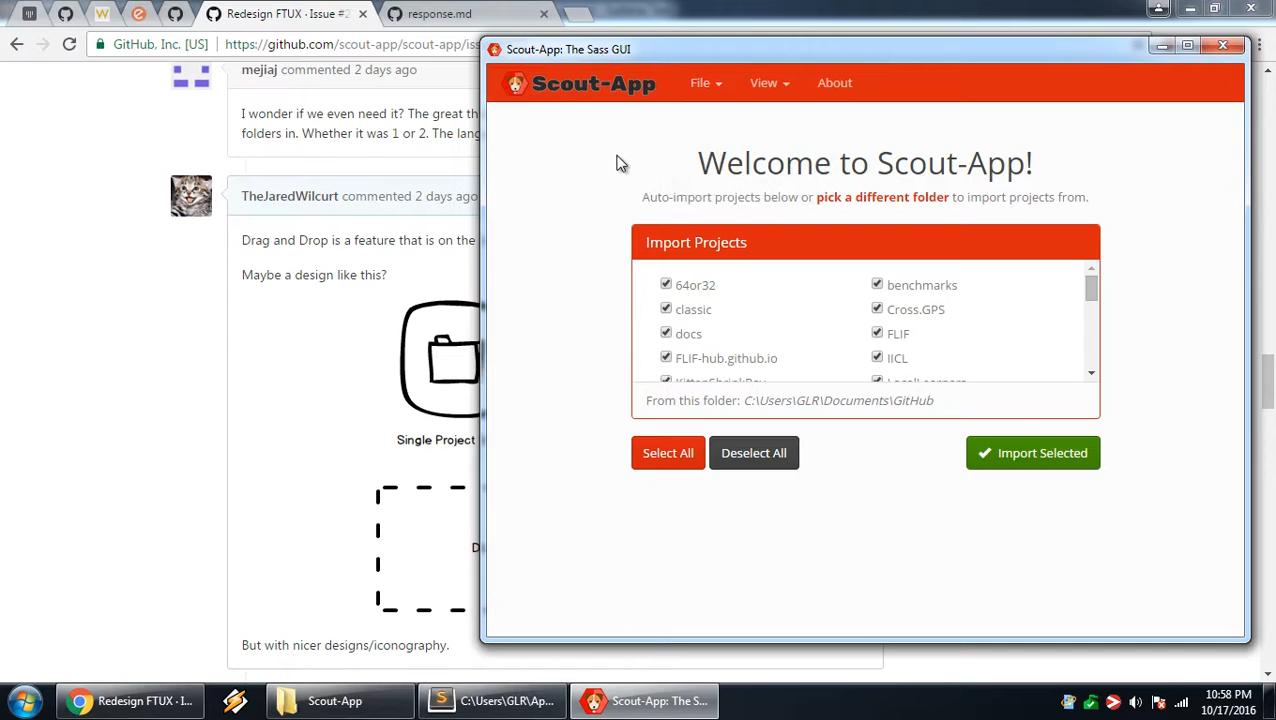 Redesign FTUX · Issue #2
response.md
GitHub, Inc. [US]
https://github.com/scout-app/scout-app/iss
mejiaj commented 2 days ago
I wonder if we even need it? The great th
folders in. Whether it was 1 or 2. The lang
TheJaredWilcurt commented 2 days ago
Drag and Drop is a feature that is on the
Maybe a design like this?
Single Project
D
But with nicer designs/iconography.
Scout-App: The Sass GUI
Scout-App
File
View
About
Welcome to Scout-App!
Auto-import projects below or pick a different folder to import projects from.
Import Projects
64or32
benchmarks
classic
Cross.GPS
docs
FLIF
FLIF-hub.github.io
IICL
KittenShrinkRay
LocalLearners
From this folder: C:\Users\GLR\Documents\GitHub
Select All
Deselect All
Import Selected
Redesign FTUX · I...
Scout-App
C:\Users\GLR\Ap...
Scout-App: The S...
10:58 PM
10/17/2016